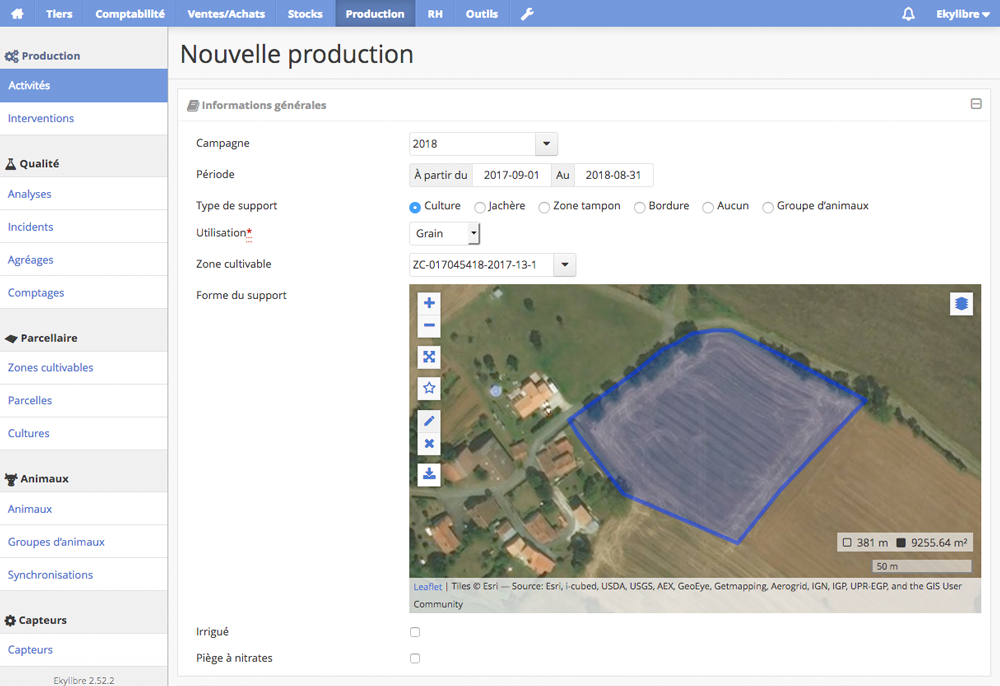 Tiers Comptabilité Ventes/Achats Stocks Production RH Outils Ekylibre
Production
Activités
Interventions
Qualité
Analyses
Incidents
Agréages
Comptages
Parcellaire
Zones cultivables
Parcelles
Cultures
Animaux
Animaux
Groupes d'animaux
Synchronisations
Capteurs
Capteurs
Ekylibre 2.52.2
Nouvelle production
Informations générales
Campagne 2018
Période À partir du 2017-09-01 Au 2018-08-31
Type de support Culture Jachère Zone tampon Bordure Aucun Groupe d'animaux
Utilisation* Grain
Zone cultivable ZC-017045418-2017-13-1
Forme du support
381 m 9255.64 m²
50 m
Leaflet | Tiles © Esri — Source: Esri, i-cubed, USDA, USGS, AEX, GeoEye, Getmapping, Aerogrid, IGN, IGP, UPR-EGP, and the GIS User
Community
Irrigué
Piège à nitrates